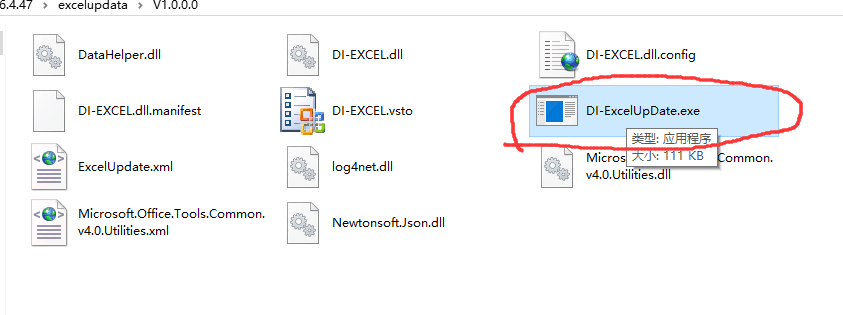 6.4.47 > excelupdata > V1.0.0.0
DataHelper.dll
DI-EXCEL.dll
DI-EXCEL.dll.config
DI-EXCEL.dll.manifest
DI-EXCEL.vsto
DI-ExcelUpDate.exe
类型: 应用程序
大小: 111 KB
ExcelUpdate.xml
log4net.dll
Common.
v4.0.Utilities.dll
Microsoft.Office.Tools.Common.
v4.0.Utilities.xml
Newtonsoft.Json.dll